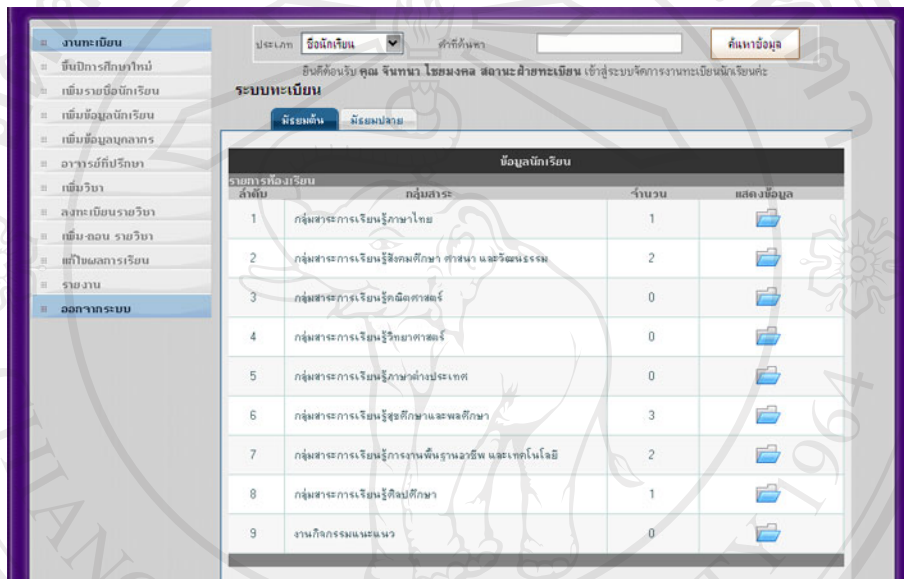 งานทะเบียน
ขึ้นปีการศึกษาใหม่
เพิ่มรายชื่อนักเรียน
เพิ่มข้อมูลนักเรียน
เพิ่มข้อมูลบุคลากร
อาจารย์ที่ปรึกษา
เพิ่มวิชา
ลงทะเบียนรายวิชา
เพิ่ม-ถอน รายวิชา
แก้ไขผลการเรียน
รายงาน
ออกจากระบบ
ประเภท ชื่อนักเรียน คำที่ค้นหา ค้นหาข้อมูล
ยินดีต้อนรับ คุณ จันทนา ไชยมงคล สถานะฝ่ายทะเบียน เข้าสู่ระบบจัดการงานทะเบียนนักเรียนค่ะ
ระบบทะเบียน
มัธยมต้น มัธยมปลาย
ข้อมูลนักเรียน
รายการห้องเรียน
ลำดับ กลุ่มสาระ จำนวน แสดงข้อมูล
1 กลุ่มสาระการเรียนรู้ภาษาไทย 1
2 กลุ่มสาระการเรียนรู้สังคมศึกษา ศาสนา และวัฒนธรรม 2
3 กลุ่มสาระการเรียนรู้คณิตศาสตร์ 0
4 กลุ่มสาระการเรียนรู้วิทยาศาสตร์ 0
5 กลุ่มสาระการเรียนรู้ภาษาต่างประเทศ 0
6 กลุ่มสาระการเรียนรู้สุขศึกษาและพลศึกษา 3
7 กลุ่มสาระการเรียนรู้การงานพื้นฐานอาชีพ และเทคโนโลยี 2
8 กลุ่มสาระการเรียนรู้ศิลปศึกษา 1
9 งานกิจกรรมแนะแนว 0